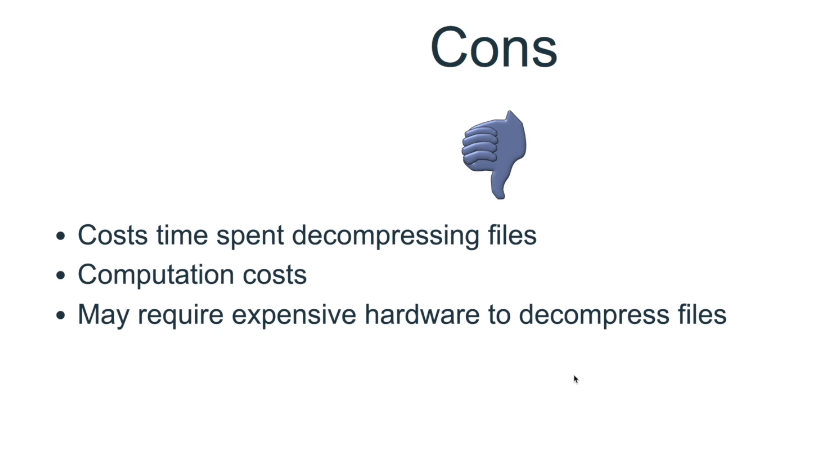 Cons
• Costs time spent decompressing files
• Computation costs
• May require expensive hardware to decompress files